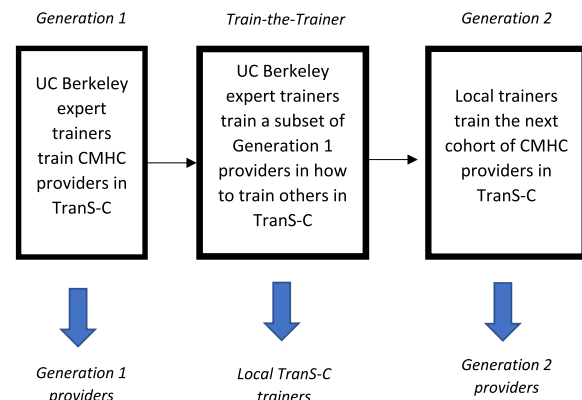 Generation 1
Train-the-Trainer
Generation 2
UC Berkeley
expert
trainers
train CMHC
providers in
TranS-C
UC Berkeley
expert trainers
train a subset of
Generation 1
providers in how
to train others in
TranS-C
Local trainers
train the next
cohort of CMHC
providers in
TranS-C
Generation 1
providers
Local TranS-C
trainers
Generation 2
providers